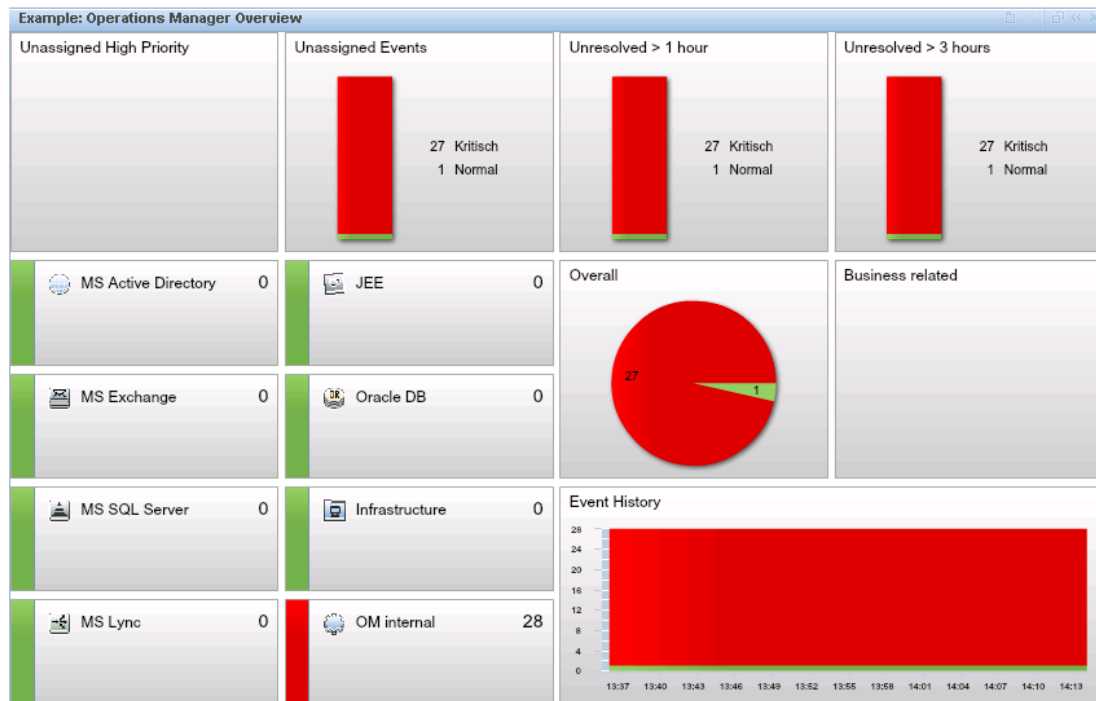 Example: Operations Manager Overview
Unassigned High Priority
Unassigned Events
27 Kritisch
1 Normal
Unresolved > 1 hour
27 Kritisch
1 Normal
Unresolved > 3 hours
27 Kritisch
1 Normal
MS Active Directory 0
JEE 0
Overall
27
1
Business related
MS Exchange 0
Oracle DB 0
MS SQL Server 0
Infrastructure 0
Event History
28
24
20
16
12
8
4
0
13:37 13:40 13:43 13:46 13:49 13:52 13:55 13:58 14:01 14:04 14:07 14:10 14:13
MS Lync 0
OM internal 28